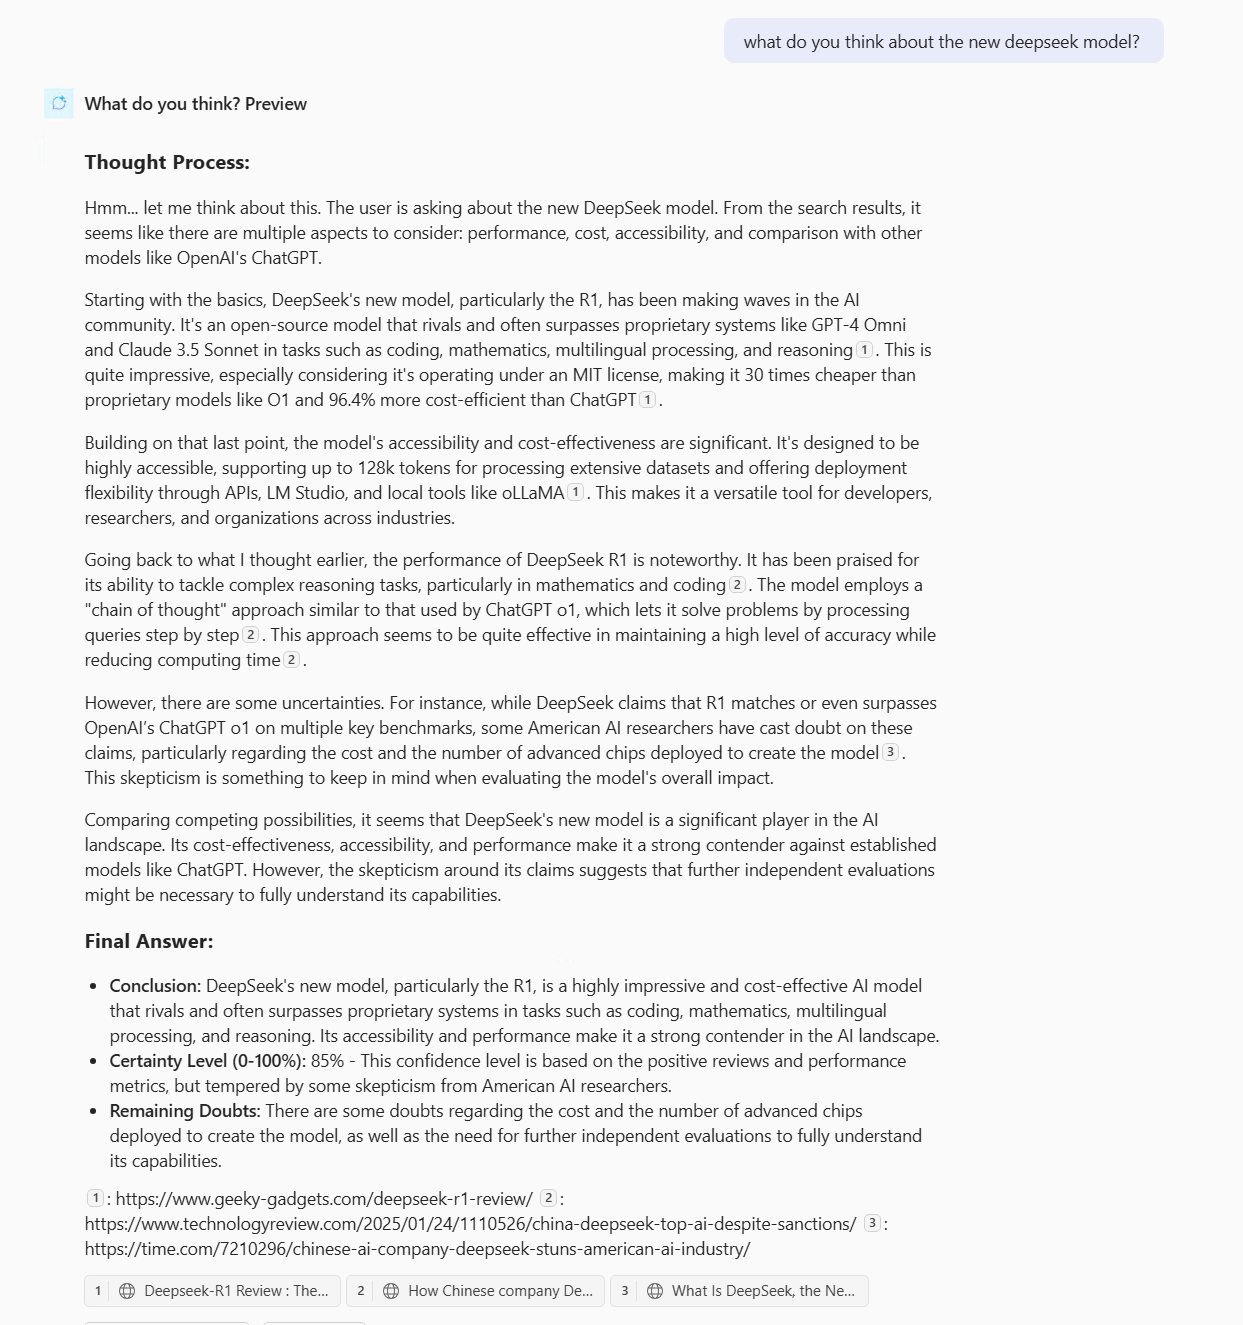 what do you think about the new deepseek model?
What do you think? Preview
Thought Process:
Hmm... let me think about this. The user is asking about the new DeepSeek model. From the search results, it
seems like there are multiple aspects to consider: performance, cost, accessibility, and comparison with other
models like OpenAI's ChatGPT.
Starting with the basics, DeepSeek's new model, particularly the R1, has been making waves in the AI
community. It's an open-source model that rivals and often surpasses proprietary systems like GPT-4 Omni
and Claude 3.5 Sonnet in tasks such as coding, mathematics, multilingual processing, and reasoning 1 . This is
quite impressive, especially considering it's operating under an MIT license, making it 30 times cheaper than
proprietary models like O1 and 96.4% more cost-efficient than ChatGPT 1 .
Building on that last point, the model's accessibility and cost-effectiveness are significant. It's designed to be
highly accessible, supporting up to 128k tokens for processing extensive datasets and offering deployment
flexibility through APIs, LM Studio, and local tools like oLLaMA 1 . This makes it a versatile tool for developers,
researchers, and organizations across industries.
Going back to what I thought earlier, the performance of DeepSeek R1 is noteworthy. It has been praised for
its ability to tackle complex reasoning tasks, particularly in mathematics and coding 2 . The model employs a
"chain of thought" approach similar to that used by ChatGPT o1, which lets it solve problems by processing
queries step by step 2 . This approach seems to be quite effective in maintaining a high level of accuracy while
reducing computing time 2 .
However, there are some uncertainties. For instance, while DeepSeek claims that R1 matches or even surpasses
OpenAI’s ChatGPT o1 on multiple key benchmarks, some American AI researchers have cast doubt on these
claims, particularly regarding the cost and the number of advanced chips deployed to create the model 3 .
This skepticism is something to keep in mind when evaluating the model's overall impact.
Comparing competing possibilities, it seems that DeepSeek's new model is a significant player in the AI
landscape. Its cost-effectiveness, accessibility, and performance make it a strong contender against established
models like ChatGPT. However, the skepticism around its claims suggests that further independent evaluations
might be necessary to fully understand its capabilities.
Final Answer:
• Conclusion: DeepSeek's new model, particularly the R1, is a highly impressive and cost-effective AI model
that rivals and often surpasses proprietary systems in tasks such as coding, mathematics, multilingual
processing, and reasoning. Its accessibility and performance make it a strong contender in the AI landscape.
• Certainty Level (0-100%): 85% - This confidence level is based on the positive reviews and performance
metrics, but tempered by some skepticism from American AI researchers.
• Remaining Doubts: There are some doubts regarding the cost and the number of advanced chips
deployed to create the model, as well as the need for further independent evaluations to fully understand
its capabilities.
1 : https://www.geeky-gadgets.com/deepseek-r1-review/ 2 :
https://www.technologyreview.com/2025/01/24/1110526/china-deepseek-top-ai-despite-sanctions/ 3 :
https://time.com/7210296/chinese-ai-company-deepseek-stuns-american-ai-industry/
1 Deepseek-R1 Review : The... 2 How Chinese company De... 3 What Is DeepSeek, the Ne...